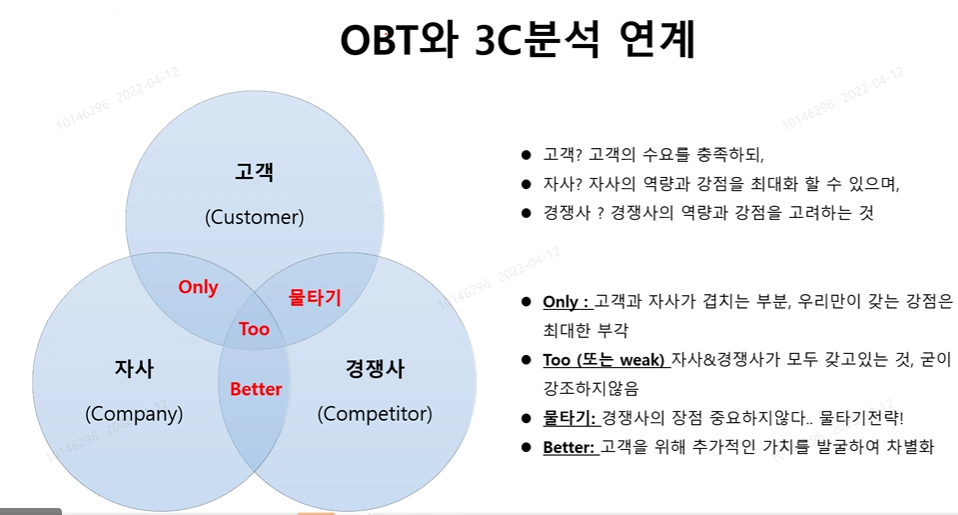 OBT와 3C분석 연계
10146296 2022-04-12
10146296 2022-04-12
고객
(Customer)
● 고객? 고객의 수요를 충족하되,
● 자사? 자사의 역량과 강점을 최대화 할 수 있으며,
● 경쟁사 ? 경쟁사의 역량과 강점을 고려하는 것
10146296 2022-04-12
Only
물타기
Too
Better
자사
(Company)
경쟁사
(Competitor)
● Only : 고객과 자사가 겹치는 부분, 우리만이 갖는 강점은
최대한 부각
● Too (또는 weak) 자사&경쟁사가 모두 갖고있는 것, 굳이
강조하지않음
● 물타기: 경쟁사의 장점 중요하지않다.. 물타기전략!
● Better: 고객을 위해 추가적인 가치를 발굴하여 차별화
10146296 2022-04-12